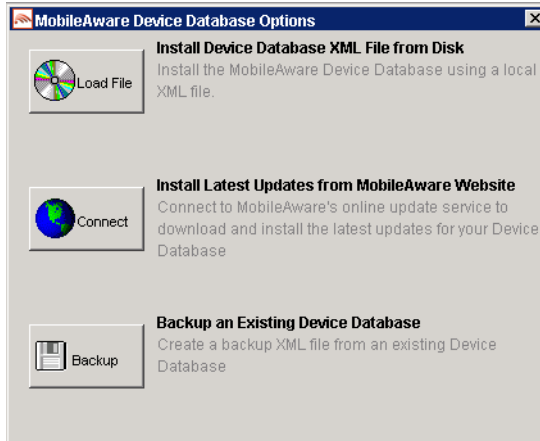 MobileAware Device Database Options
Install Device Database XML File from Disk
Load File
Install the MobileAware Device Database using a local
XML file.
Install Latest Updates from MobileAware Website
Connect
Connect to MobileAware's online update service to
download and install the latest updates for your Device
Database
Backup an Existing Device Database
Backup
Create a backup XML file from an existing Device
Database